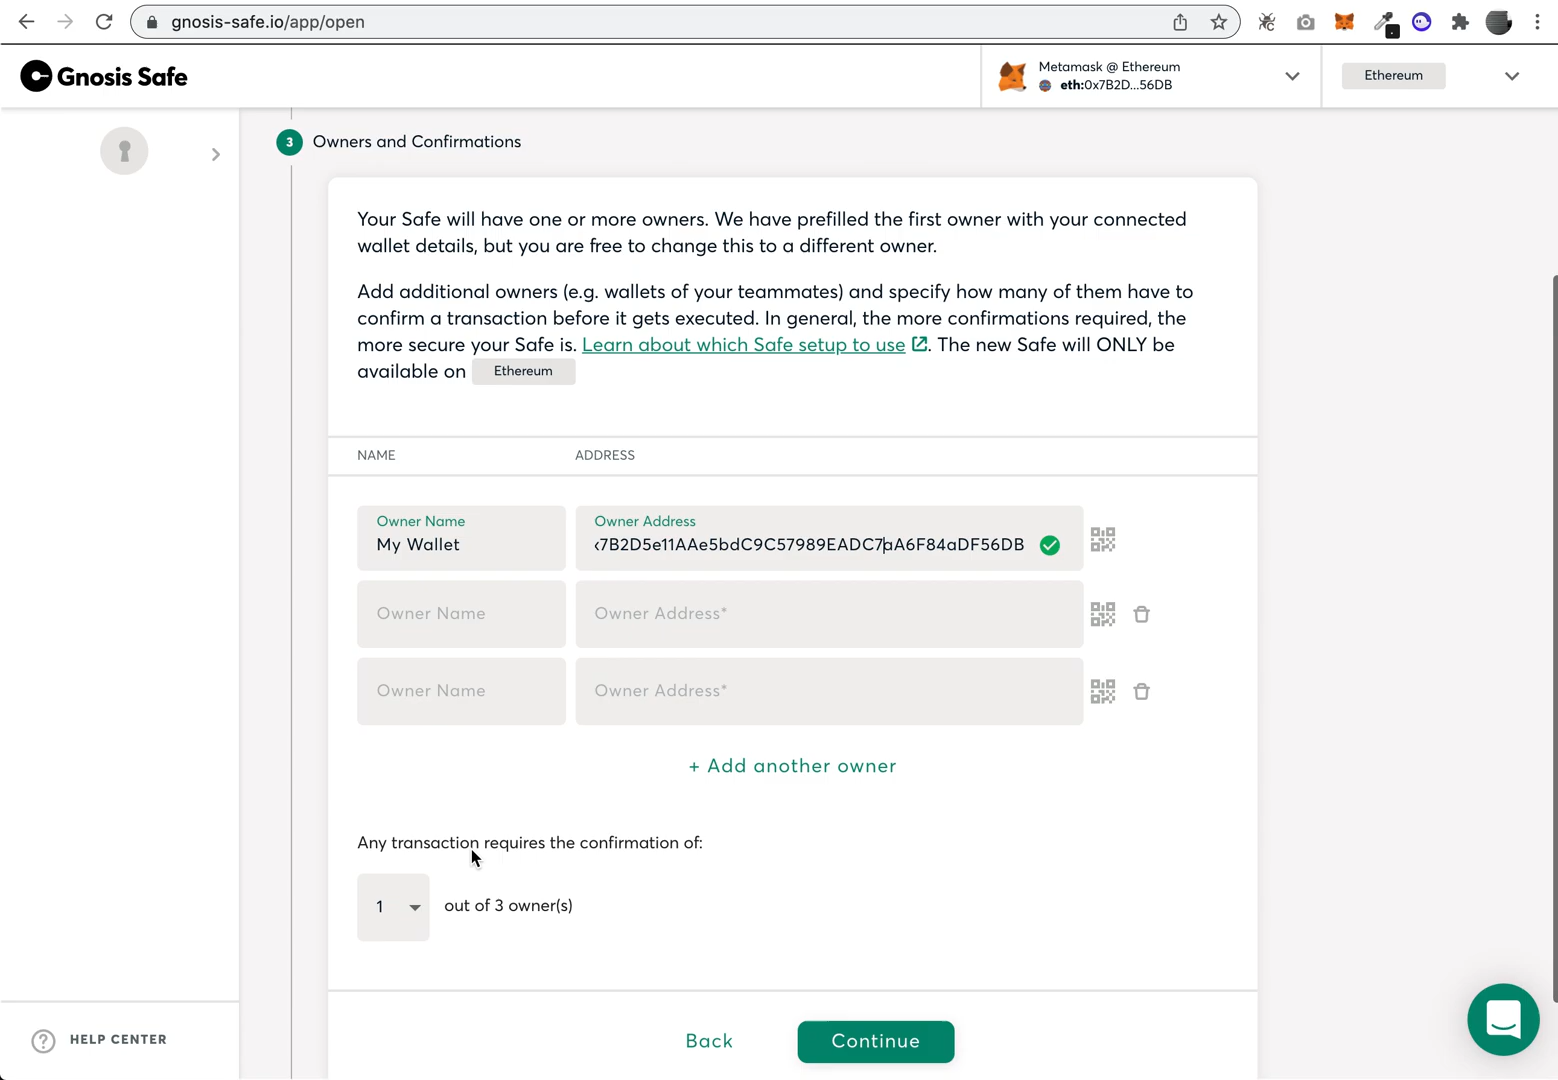 gnosis-safe.io/app/open
Gnosis Safe
Metamask @ Ethereum
eth:0x7B2D...56DB
Ethereum
3 Owners and Confirmations
Your Safe will have one or more owners. We have prefilled the first owner with your connected
wallet details, but you are free to change this to a different owner.
Add additional owners (e.g. wallets of your teammates) and specify how many of them have to
confirm a transaction before it gets executed. In general, the more confirmations required, the
more secure your Safe is. Learn about which Safe setup to use. The new Safe will ONLY be
available on Ethereum
NAME ADDRESS
Owner Name Owner Address
My Wallet x7B2D5e11AAe5bdC9C57989EADC7aA6F84aDF56DB
Owner Name Owner Address*
Owner Name Owner Address*
+ Add another owner
Any transaction requires the confirmation of:
1 out of 3 owner(s)
Back Continue
? HELP CENTER